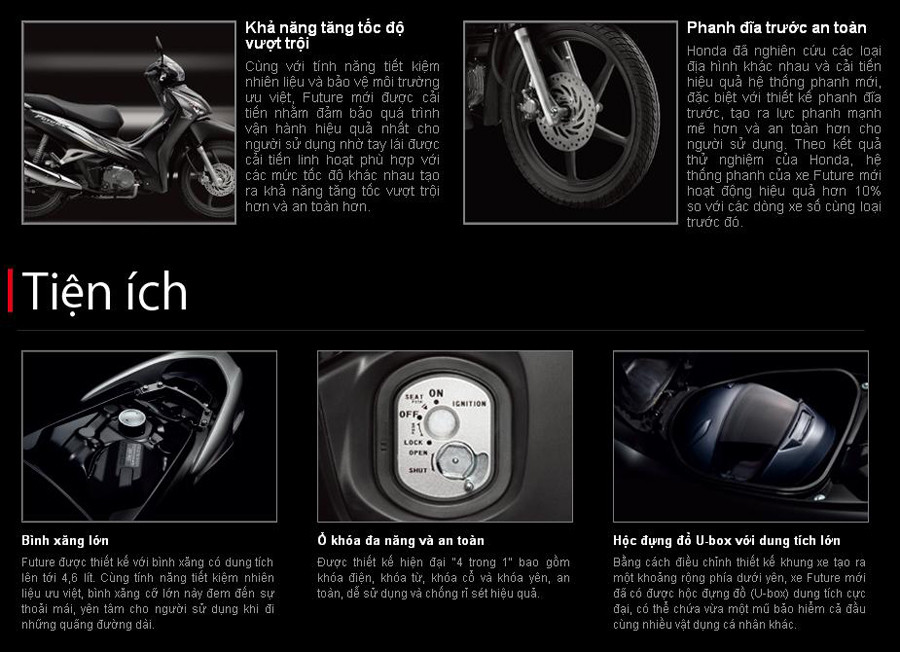 Khả năng tăng tốc độ
vượt trội
Cùng với tính năng tiết kiệm
nhiên liệu và bảo vệ môi trường
ưu việt, Future mới được cải
tiến nhằm đảm bảo quá trình
vận hành hiệu quả nhất cho
người sử dụng nhờ tay lái được
cải tiến linh hoạt phù hợp với
các mức tốc độ khác nhau tạo
ra khả năng tăng tốc vượt trội
hơn và an toàn hơn.
Phanh đĩa trước an toàn
Honda đã nghiên cứu các loại
địa hình khác nhau và cải tiến
hiệu quả hệ thống phanh mới,
đặc biệt với thiết kế phanh đĩa
trước, tạo ra lực phanh mạnh
mẽ hơn và an toàn hơn cho
người sử dụng. Theo kết quả
thử nghiệm của Honda, hệ
thống phanh của xe Future mới
hoạt động hiệu quả hơn 10%
so với các dòng xe số cùng loại
trước đó.
Tiện ích
SEAT
PUSH
ON
IGNITION
OFF
PUSH
LOCK
OPEN
SHUT
Bình xăng lớn
Future được thiết kế với bình xăng có dung tích
lên tới 4,6 lít. Cùng tính năng tiết kiệm nhiên
liệu ưu việt, bình xăng cỡ lớn này đem đến sự
thoải mái, yên tâm cho người sử dụng khi đi
những quãng đường dài.
Ổ khóa đa năng và an toàn
Được thiết kế hiện đại "4 trong 1" bao gồm
khóa điện, khóa từ, khóa cổ và khóa yên, an
toàn, dễ sử dụng và chống rỉ sét hiệu quả.
Hộc đựng đồ U-box với dung tích lớn
Bằng cách điều chỉnh thiết kế khung xe tạo ra
một khoảng rộng phía dưới yên, xe Future mới
đã có được hộc đựng đồ (U-box) dung tích cực
đại, có thể chứa vừa một mũ bảo hiểm cả đầu
cùng nhiều vật dụng cá nhân khác.